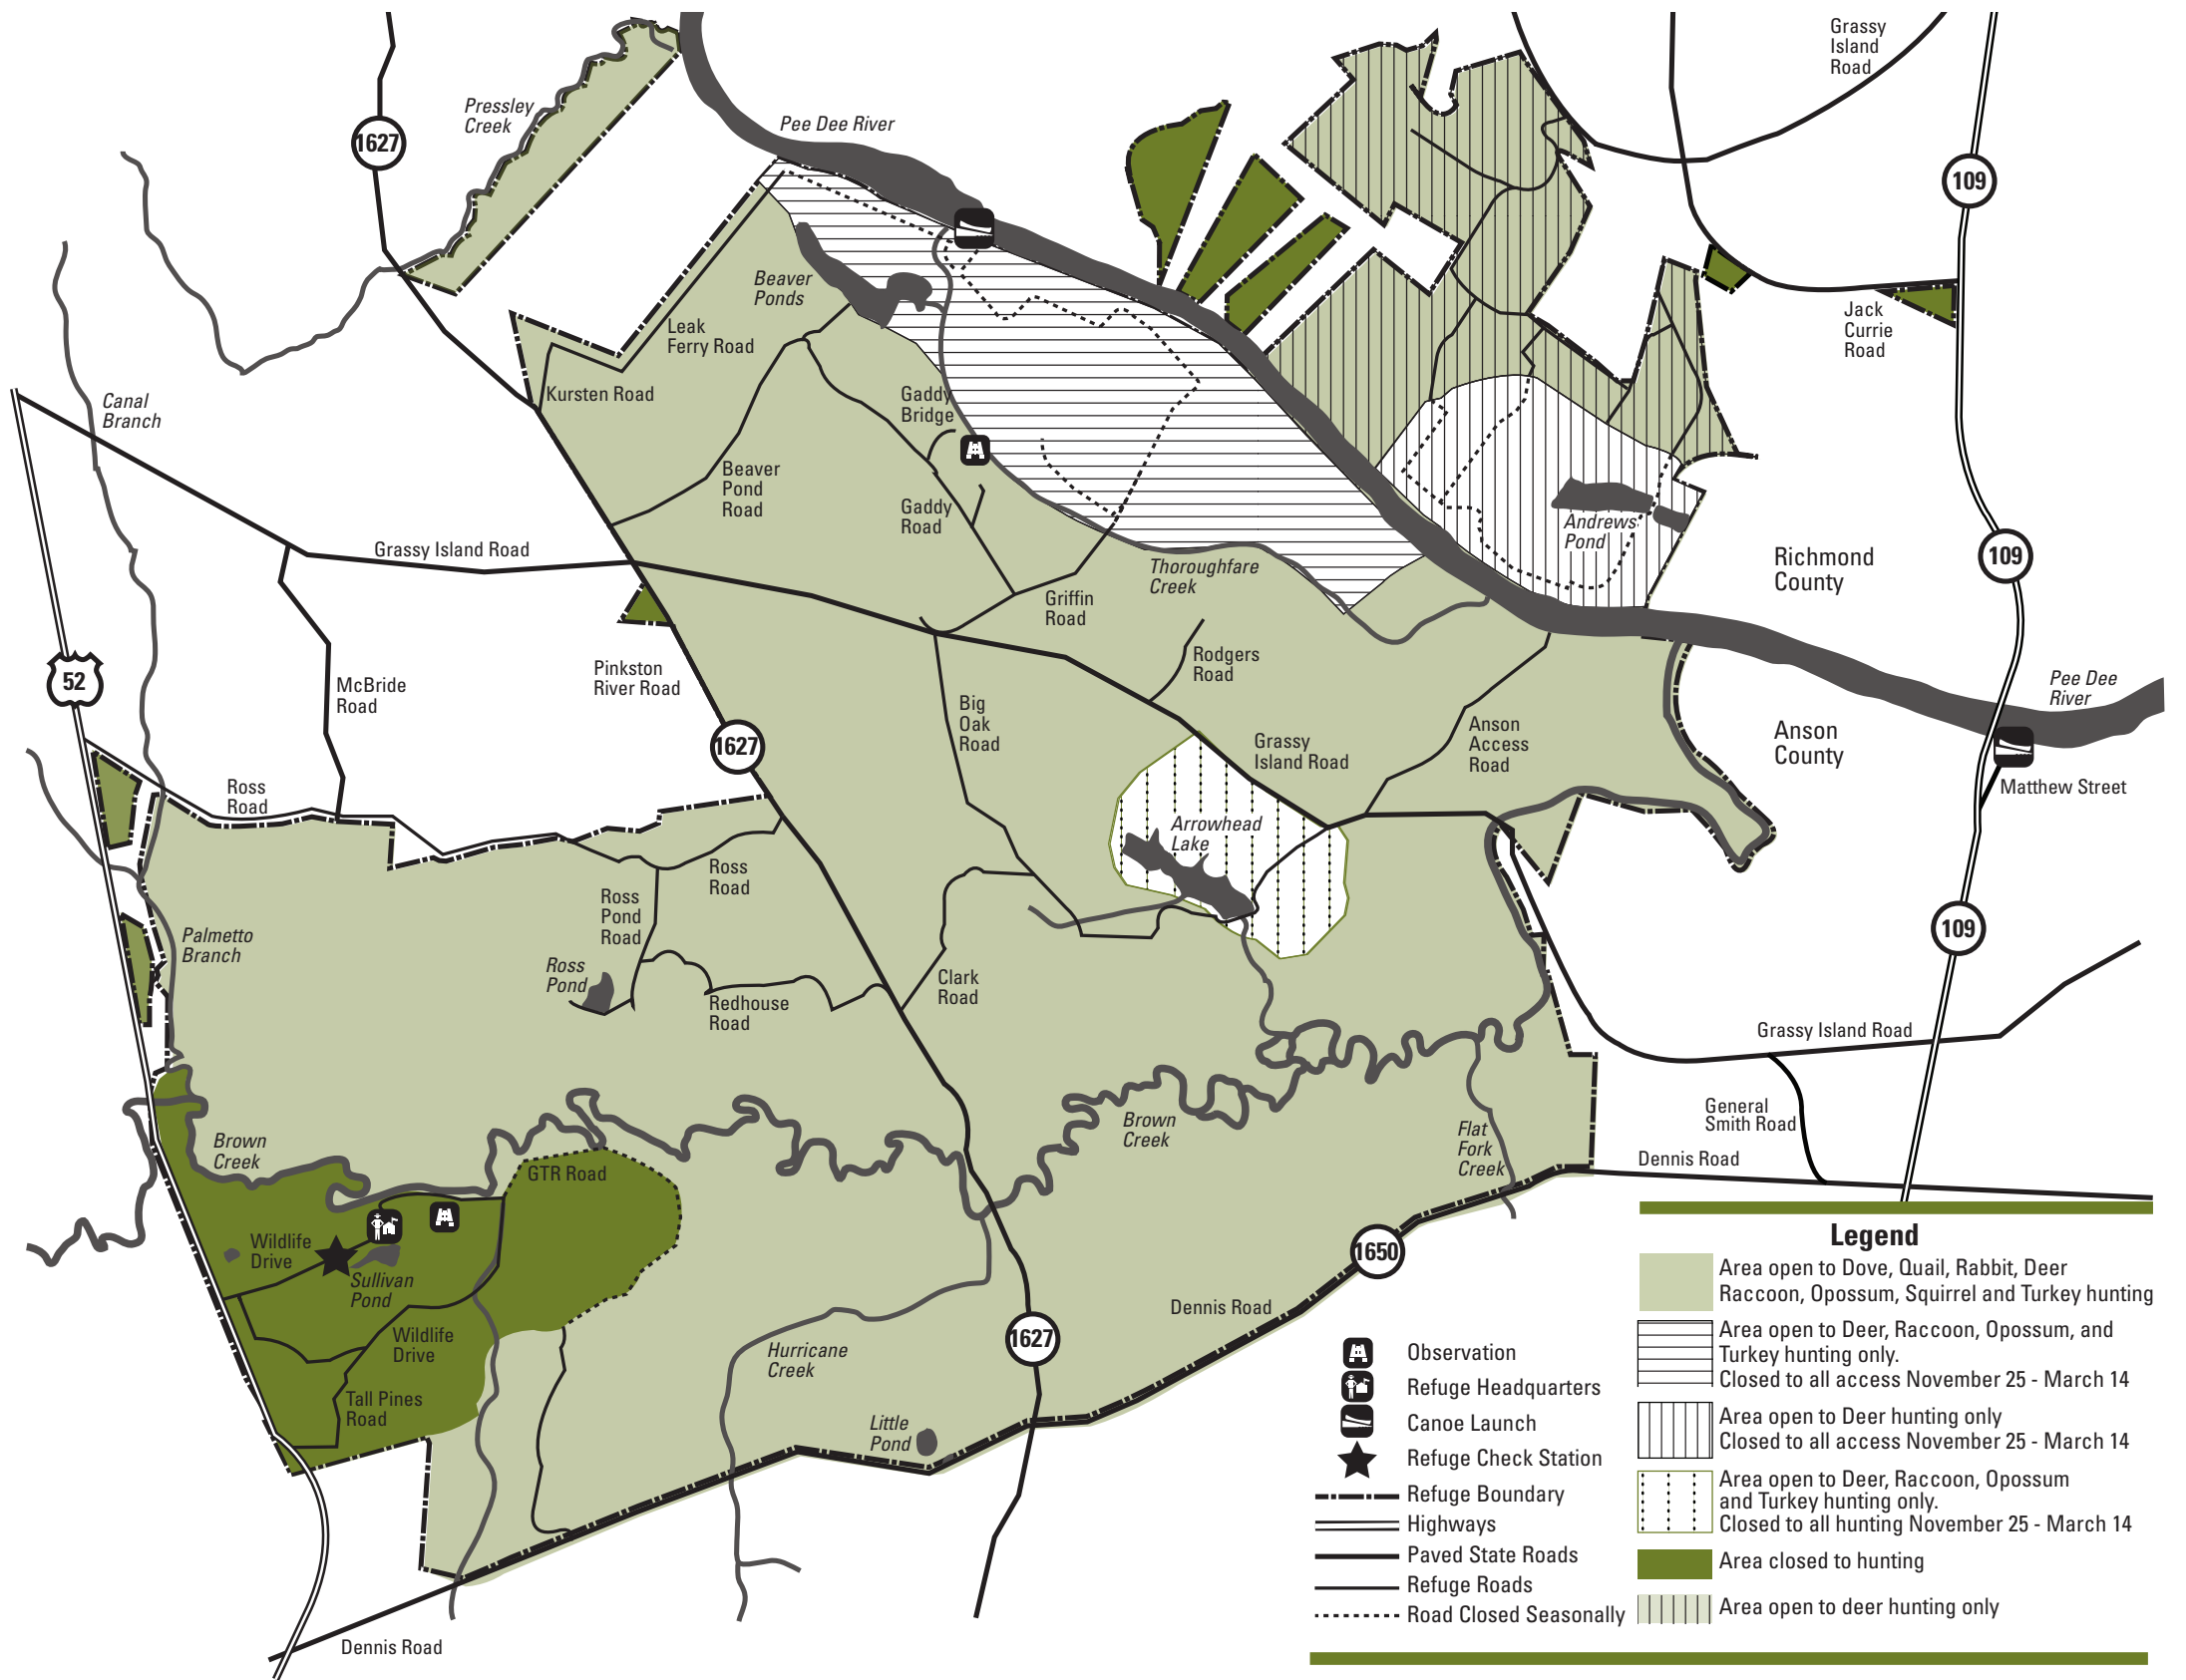 Grassy
Island
Road
Pressley
Creek
1627
Pee Dee River
109
Beaver
Ponds
Leak
Ferry Road
Jack
Currie
Road
Kursten Road
Gaddy
Bridge
Canal
Branch
Beaver
Pond
Road
Gaddy
Road
Andrews
Pond
Grassy Island Road
Thoroughfare
Creek
Richmond
County
109
Griffin
Road
52
McBride
Road
Pinkston
River Road
Rodgers
Road
Pee Dee
River
Big
Oak
Road
Anson
Access
Road
Anson
County
1627
Grassy
Island Road
Matthew Street
Ross
Road
Arrowhead
Lake
Ross
Road
Ross
Pond
Road
109
Palmetto
Branch
Ross
Pond
Clark
Road
Redhouse
Road
Grassy Island Road
Brown
Creek
General
Smith Road
Brown
Creek
Flat
Fork
Creek
Dennis Road
GTR Road
Wildlife
Drive
Sullivan
Pond
1650
Dennis Road
Wildlife
Drive
1627
Hurricane
Creek
Tall Pines
Road
Little
Pond
Dennis Road
Legend
Area open to Dove, Quail, Rabbit, Deer
Raccoon, Opossum, Squirrel and Turkey hunting
Area open to Deer, Raccoon, Opossum, and
Turkey hunting only.
Closed to all access November 25 - March 14
Area open to Deer hunting only
Closed to all access November 25 - March 14
Area open to Deer, Raccoon, Opossum
and Turkey hunting only.
Closed to all hunting November 25 - March 14
Area closed to hunting
Area open to deer hunting only
Observation
Refuge Headquarters
Canoe Launch
Refuge Check Station
Refuge Boundary
Highways
Paved State Roads
Refuge Roads
Road Closed Seasonally